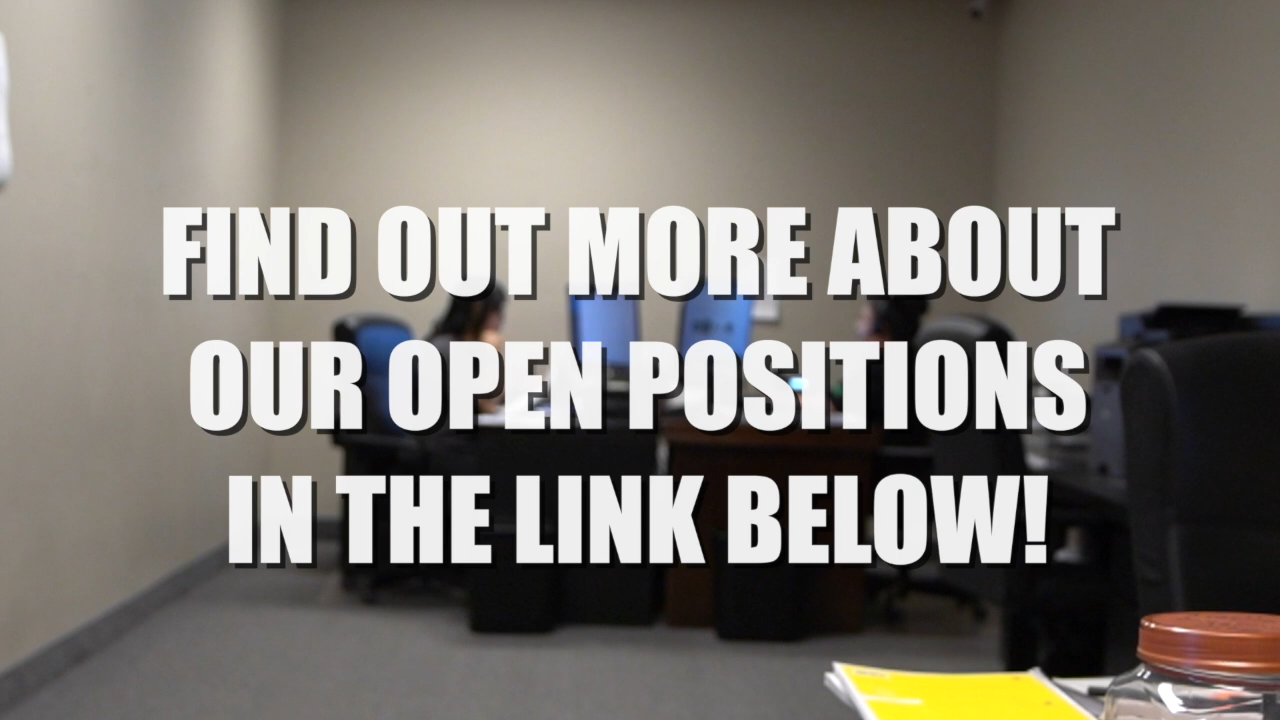 FIND OUT MORE ABOUT
OUR OPEN POSITIONS
IN THE LINK BELOW!